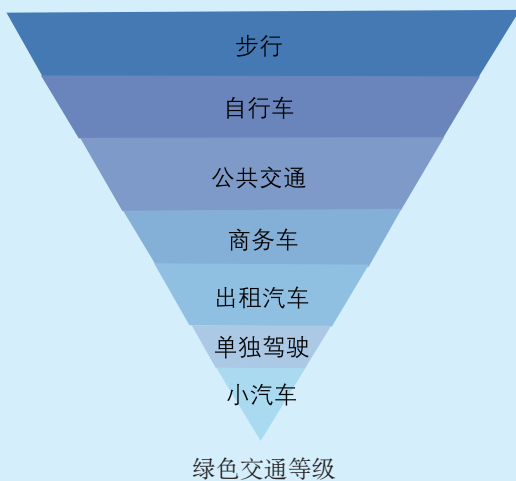 步行
自行车
公共交通
商务车
出租汽车
单独驾驶
小汽车
绿色交通等级